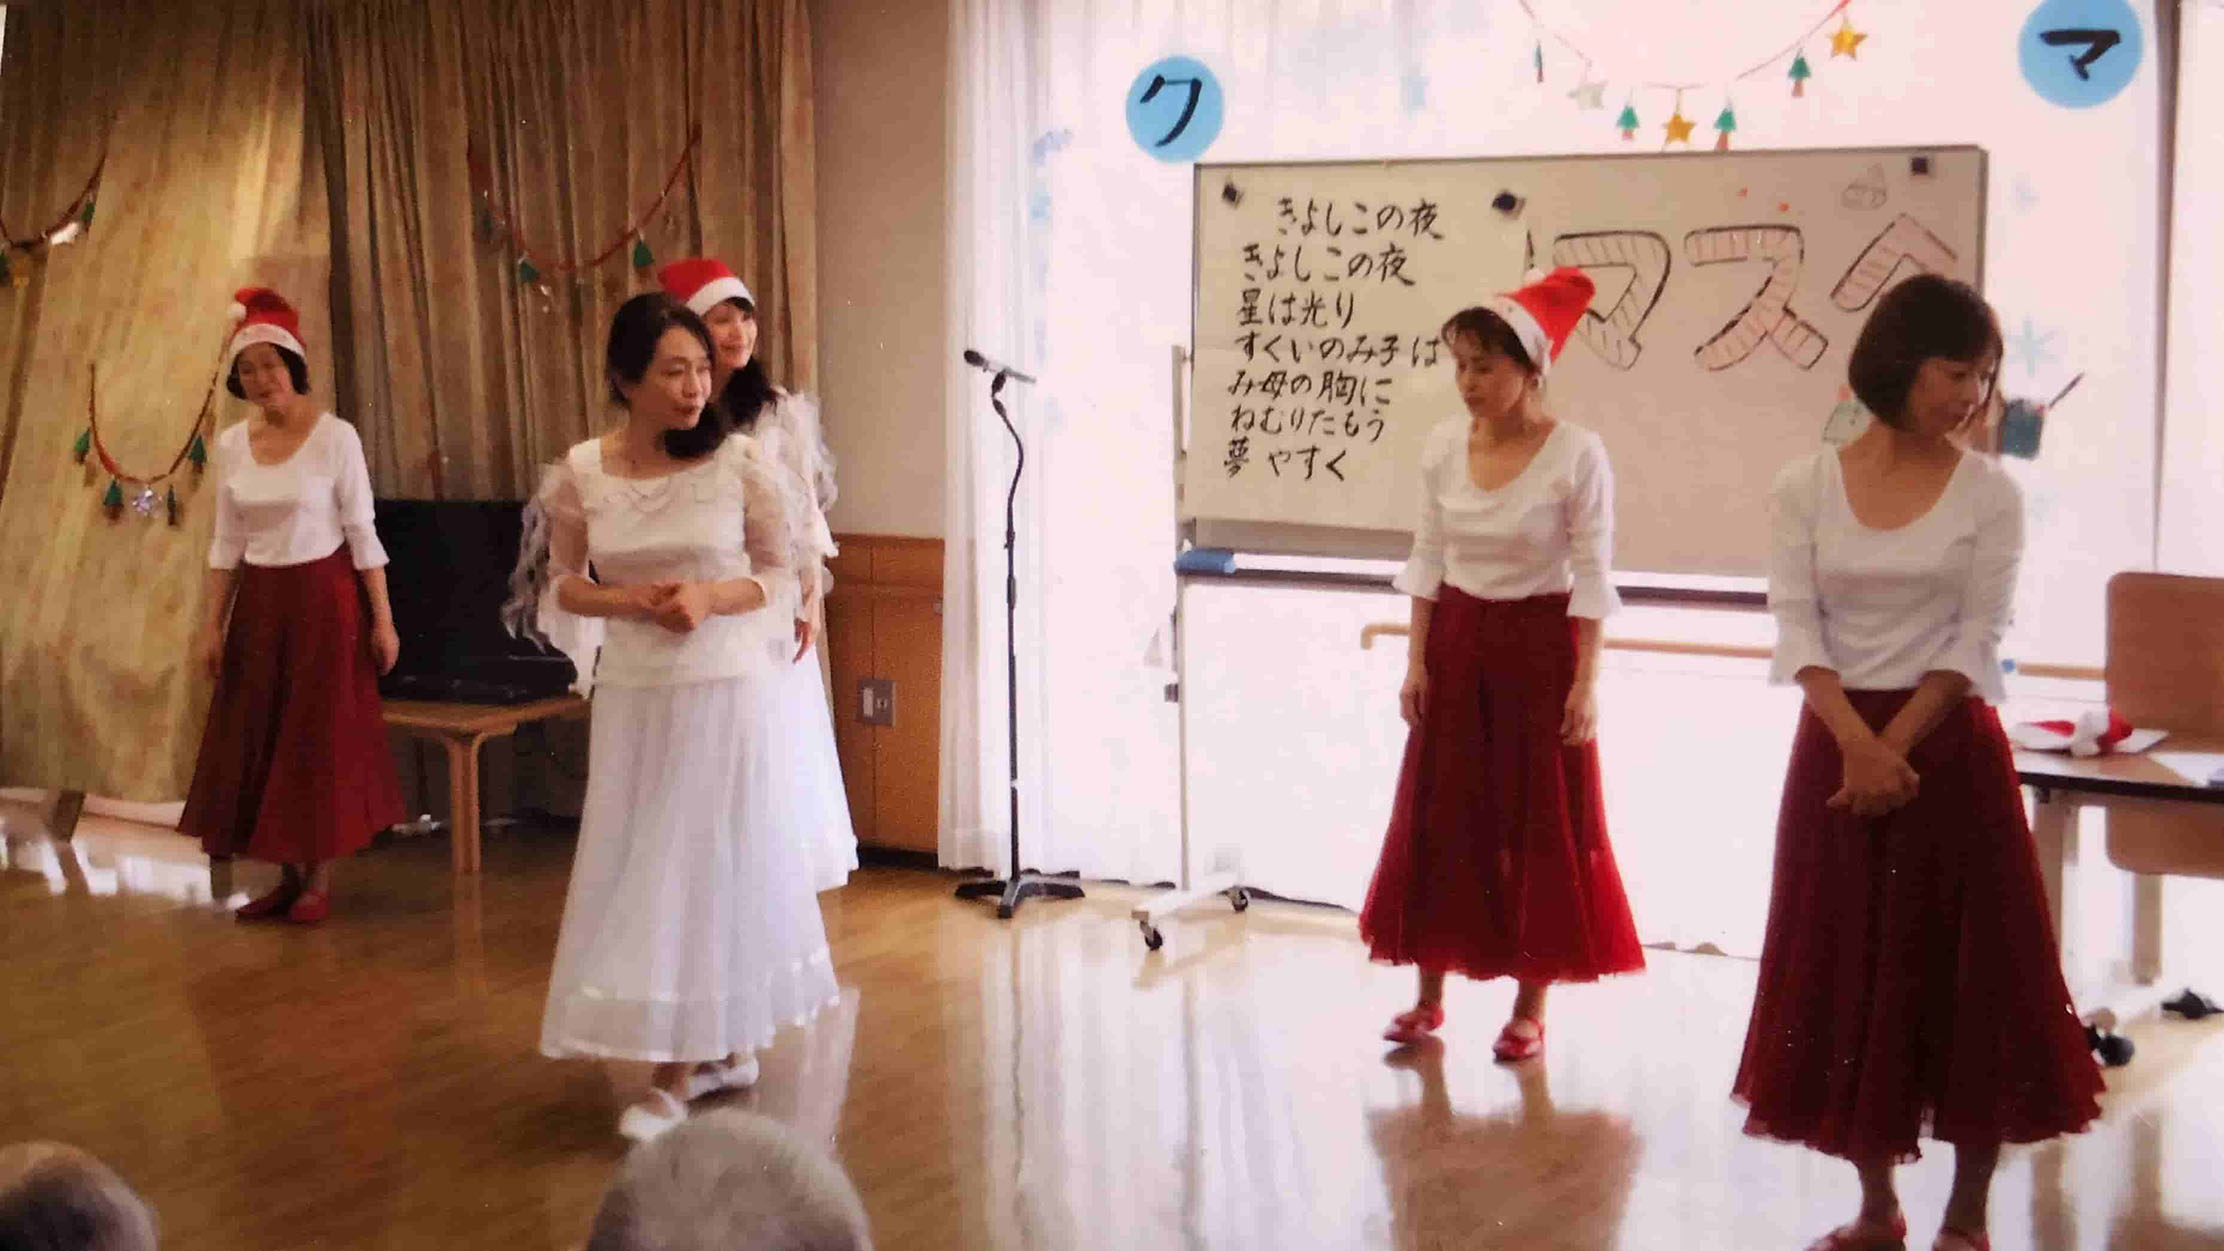 ク
マ
きよしこの夜
きよしこの夜
星は光り
すくいのみ子は
み母の胸に
ねむりたもう
夢やすく
マスへ